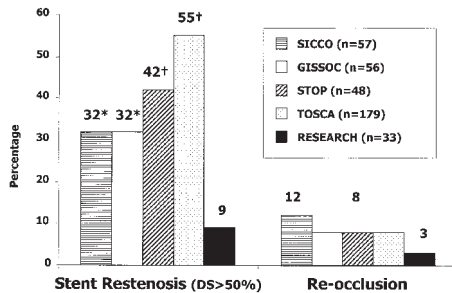 60
50
40
30
20
10
0
Percentage
32*
32*
42†
55†
9
12
8
3
SICCO (n=57)
GISSOC (n=56)
STOP (n=48)
TOSCA (n=179)
RESEARCH (n=33)
Stent Restenosis (DS>50%)
Re-occlusion